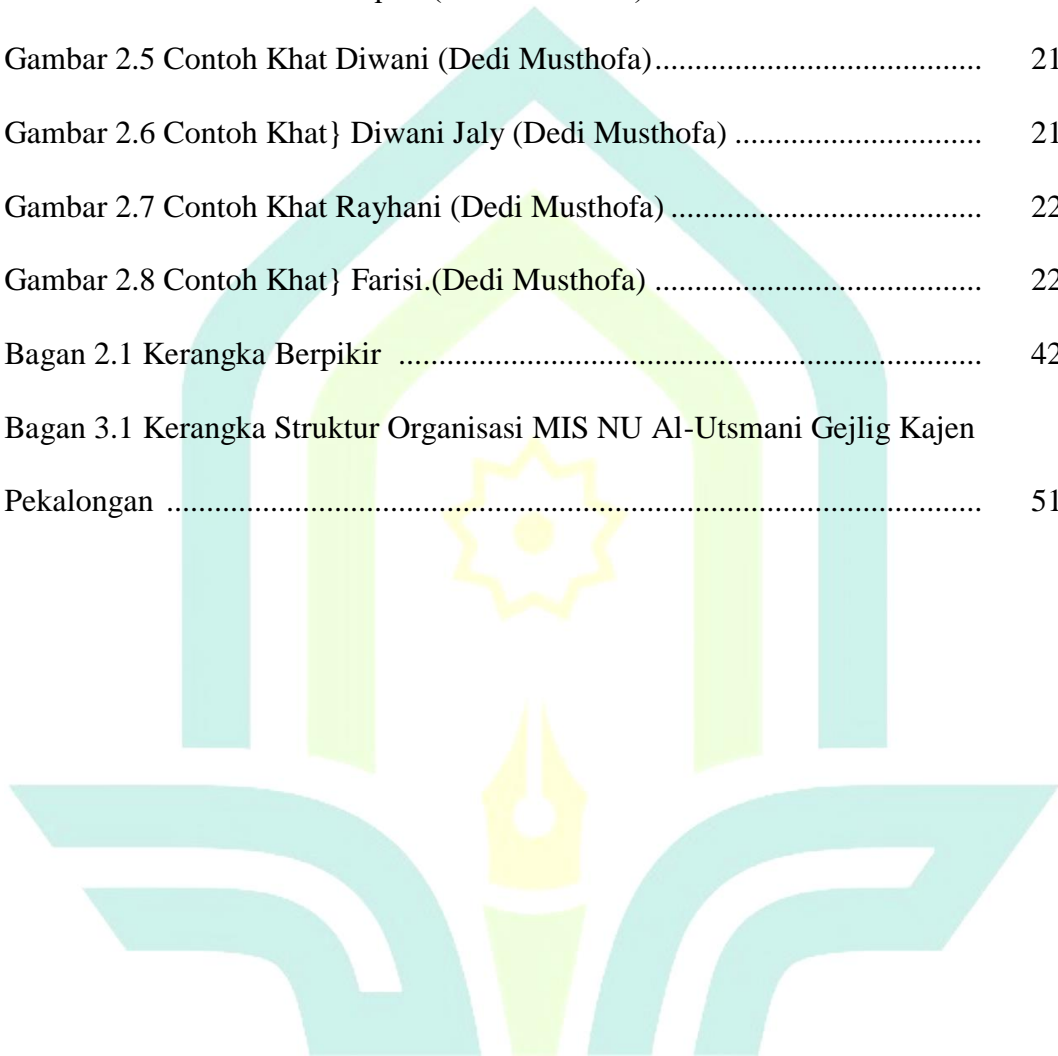 Gambar 2.5 Contoh Khat Diwani (Dedi Musthofa)....................................... 21
Gambar 2.6 Contoh Khat} Diwani Jaly (Dedi Musthofa) ............................. 21
Gambar 2.7 Contoh Khat Rayhani (Dedi Musthofa) ..................................... 22
Gambar 2.8 Contoh Khat} Farisi.(Dedi Musthofa) ....................................... 22
Bagan 2.1 Kerangka Berpikir ...................................................................... 42
Bagan 3.1 Kerangka Struktur Organisasi MIS NU Al-Utsmani Gejlig Kajen
Pekalongan .................................................................................................. 51